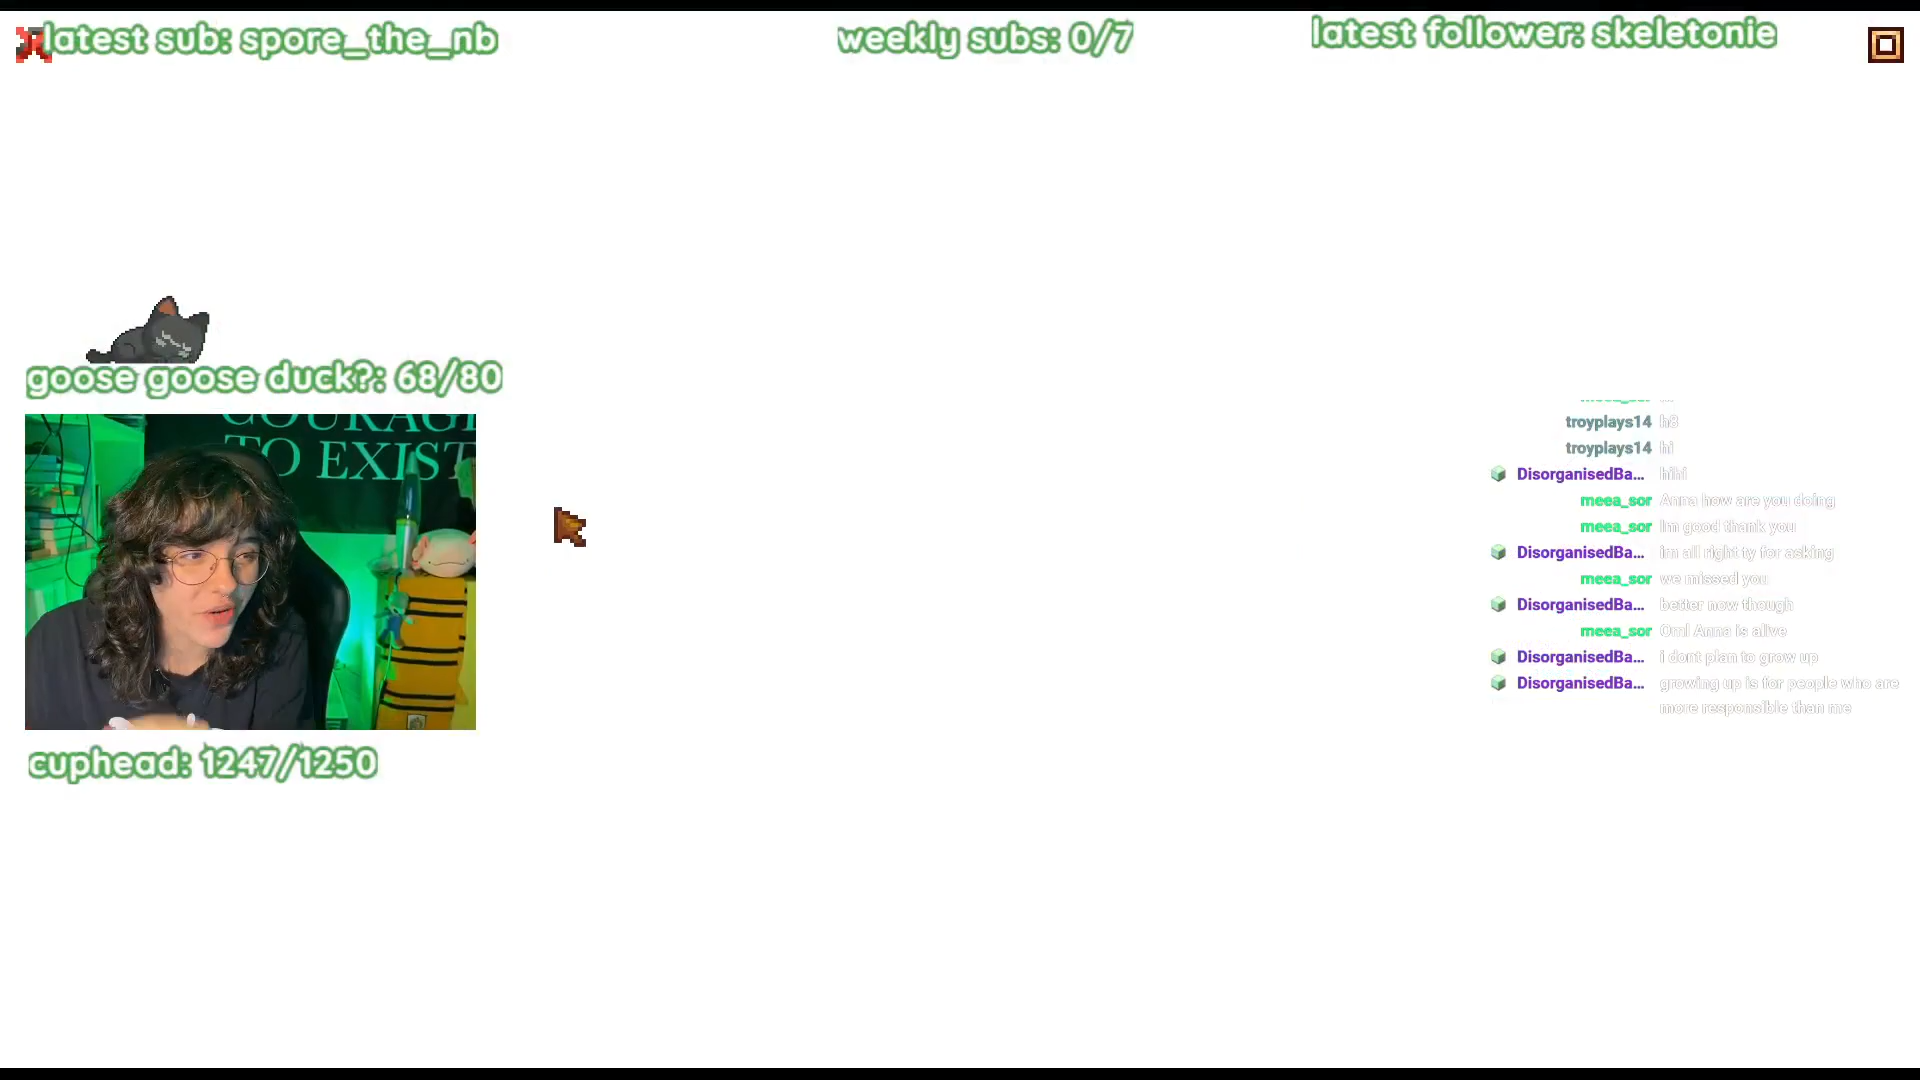 latest sub: spore_the_nb
weekly subs: 0/7
latest follower: skeletonie
goose goose duck?: 68/80
COURAGE
TO EXIST
cuphead: 1247/1250
troyplays14 h8
troyplays14 hi
DisorganisedBa... hihi
meea_sor Anna how are you doing
meea_sor Im good thank you
DisorganisedBa... im all right ty for asking
meea_sor we missed you
DisorganisedBa... better now though
meea_sor Oml Anna is alive
DisorganisedBa... i dont plan to grow up
DisorganisedBa... growing up is for people who are
more responsible than me